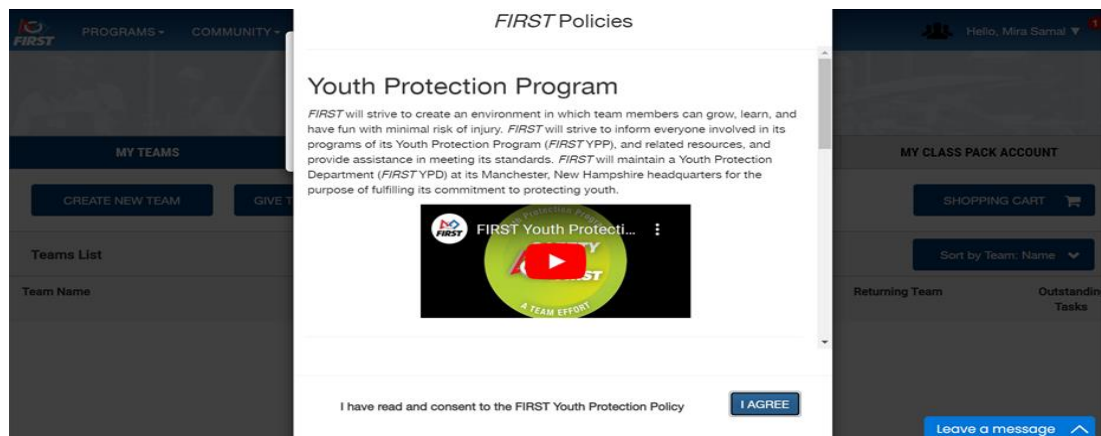 FIRST Policies
FIRST
PROGRAMS
COMMUNITY
Hello, Mira Samal
1
Youth Protection Program
FIRST will strive to create an environment in which team members can grow, learn, and
have fun with minimal risk of injury. FIRST will strive to inform everyone involved in its
programs of its Youth Protection Program (FIRST YPP), and related resources, and
provide assistance in meeting its standards. FIRST will maintain a Youth Protection
Department (FIRST YPD) at its Manchester, New Hampshire headquarters for the
purpose of fulfilling its commitment to protecting youth.
MY TEAMS
MY CLASS PACK ACCOUNT
CREATE NEW TEAM
GIVE T
SHOPPING CART
FIRST
FIRST Youth Protecti...
Protection
A TEAM EFFORT
Teams List
Sort by Team: Name
Team Name
Returning Team
Outstandin
Tasks
I have read and consent to the FIRST Youth Protection Policy
I AGREE
Leave a message